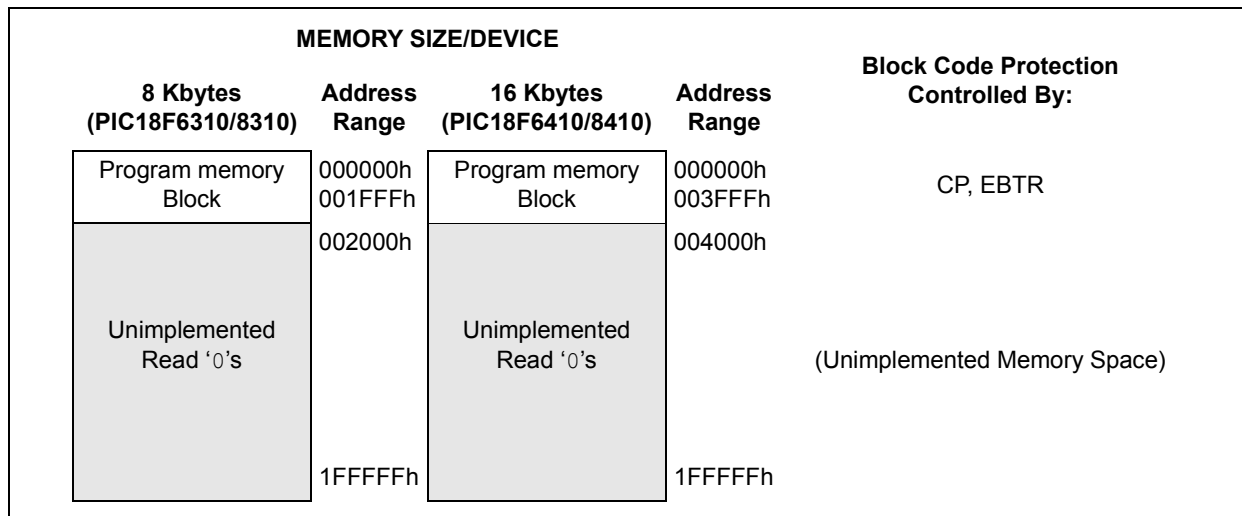 MEMORY SIZE/DEVICE
Block Code Protection
Controlled By:
8 Kbytes
(PIC18F6310/8310)
Address
Range
16 Kbytes
(PIC18F6410/8410)
Address
Range
Program memory
Block
000000h
001FFFh
Program memory
Block
000000h
003FFFh
CP, EBTR
002000h
004000h
Unimplemented
Read ‘0’s
Unimplemented
Read ‘0’s
(Unimplemented Memory Space)
1FFFFFh
1FFFFFh